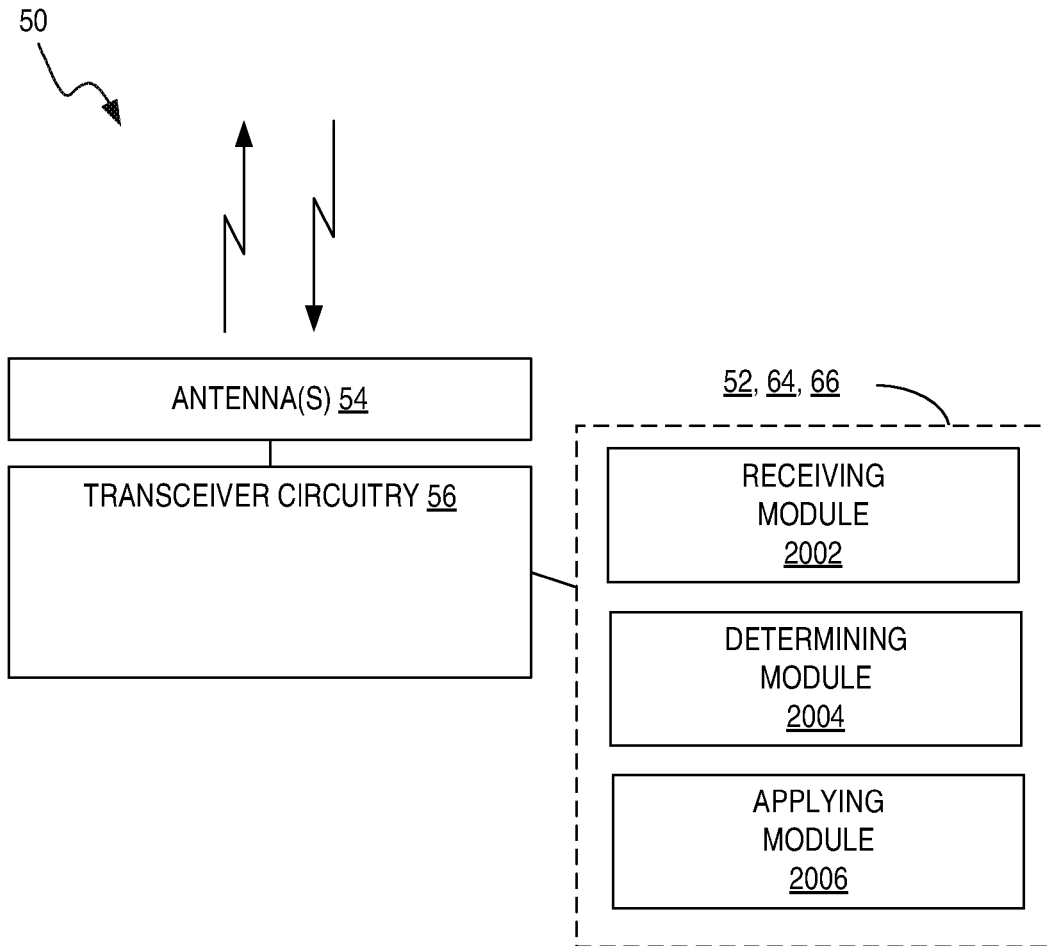 50
ANTENNA(S) 54
TRANSCEIVER CIRCUITRY 56
52, 64, 66
RECEIVING
MODULE
2002
DETERMINING
MODULE
2004
APPLYING
MODULE
2006